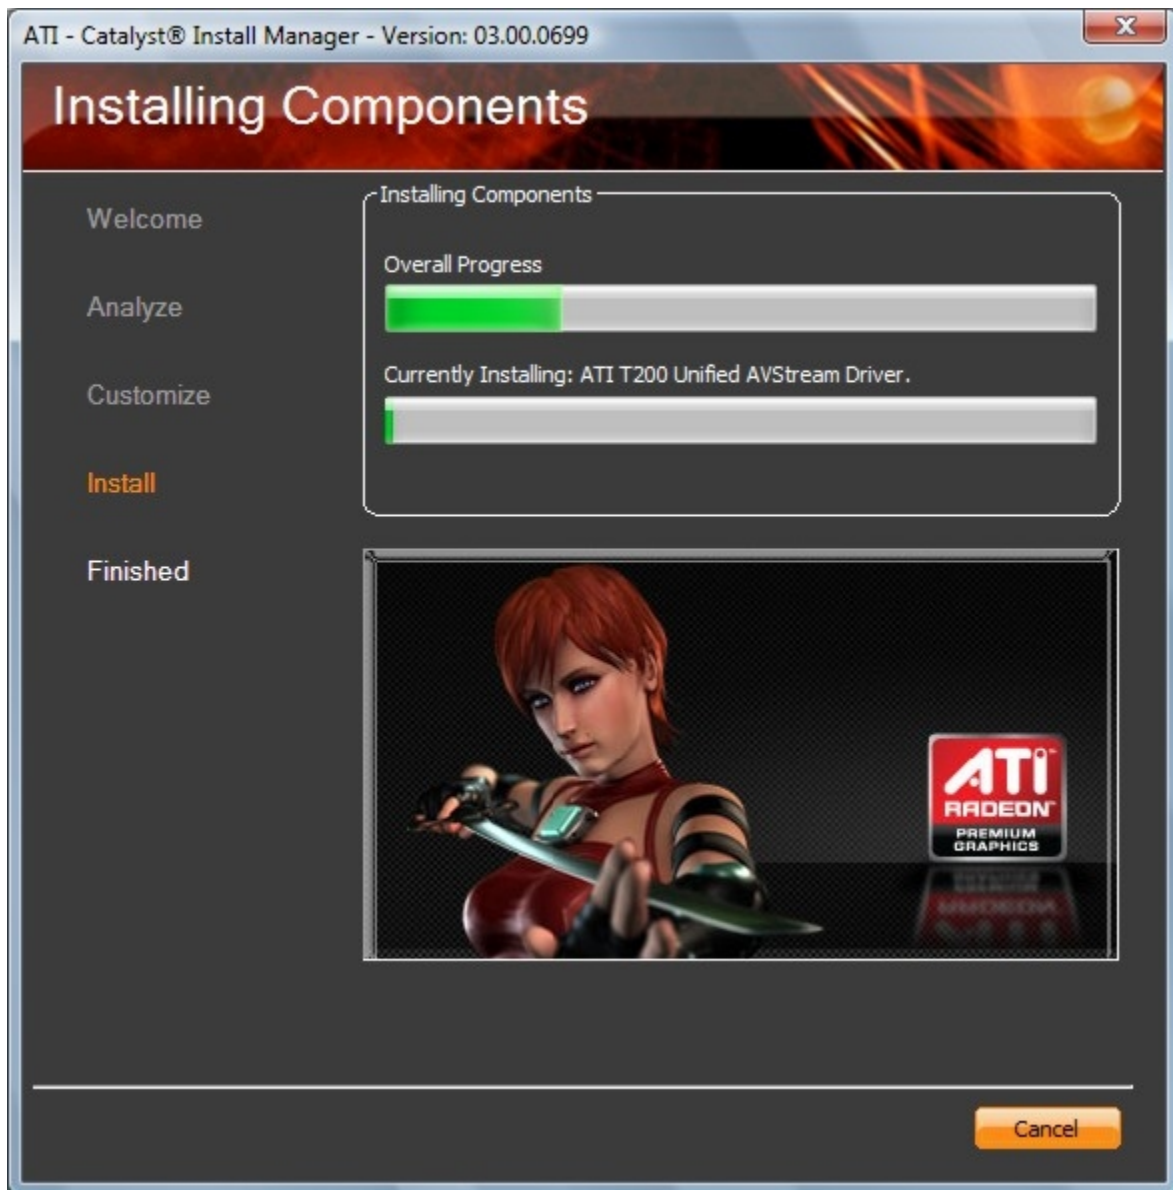 ATI - Catalyst® Install Manager - Version: 03.00.0699
Installing Components
Welcome
Analyze
Customize
Install
Finished
Installing Components
Overall Progress
Currently Installing: ATI T200 Unified AVStream Driver.
ATI
RADEON™
PREMIUM
GRAPHICS
Cancel